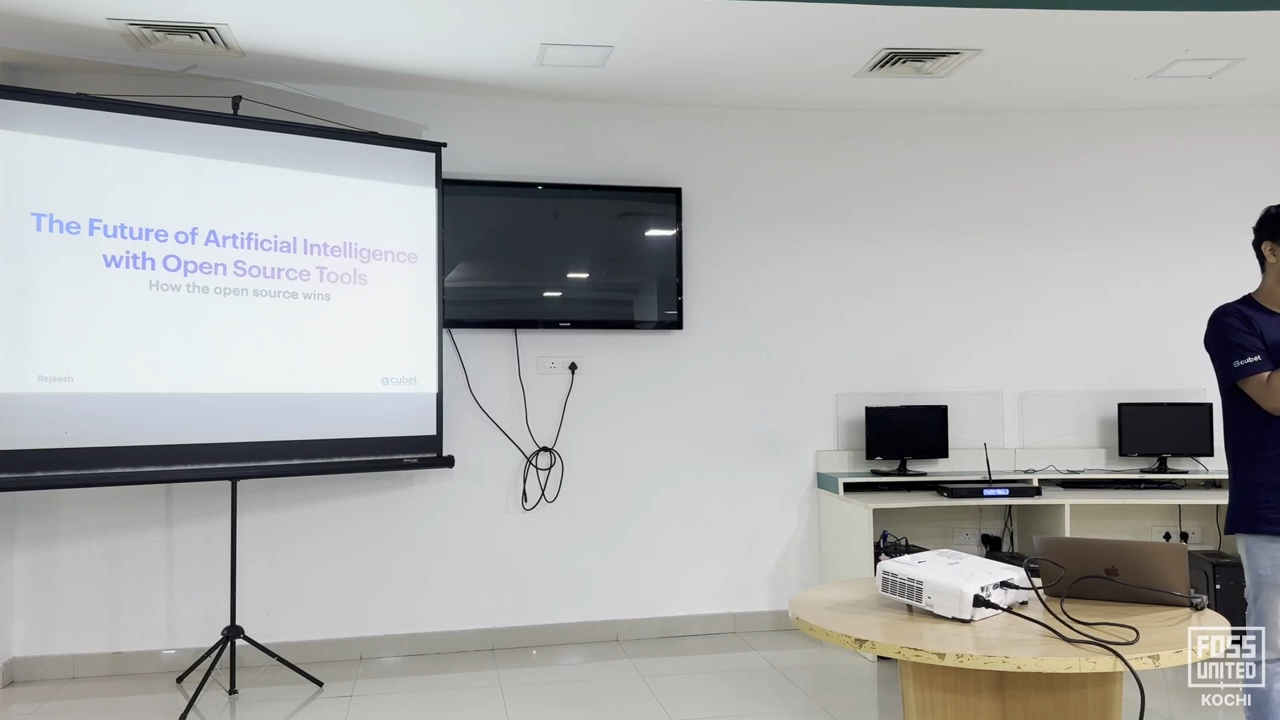 The Future of Artificial Intelligence
with Open Source Tools
How the open source wins
Rajeesh
cubet
cubet
FOSS
UNITED
KOCHI